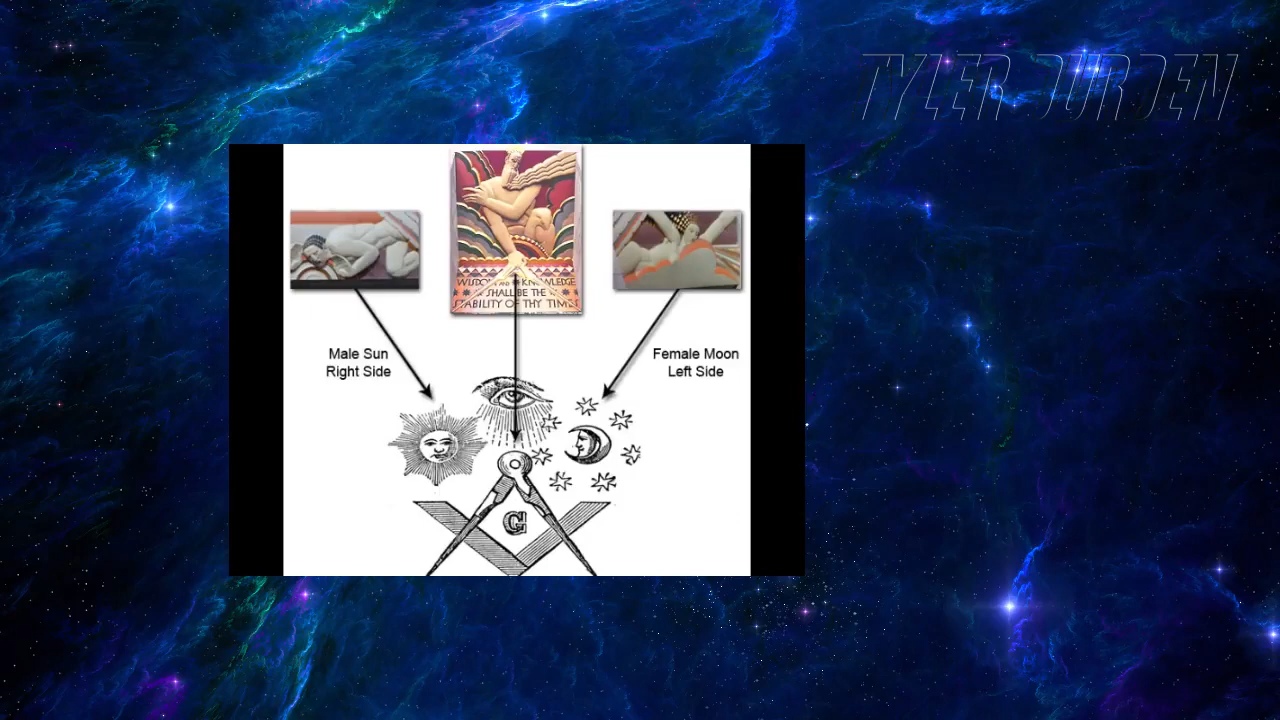 TYLER DURDEN
WISDOM AND KNOWLEDGE
SHALL BE THE
STABILITY OF THY TIMES
Male Sun
Right Side
Female Moon
Left Side
G